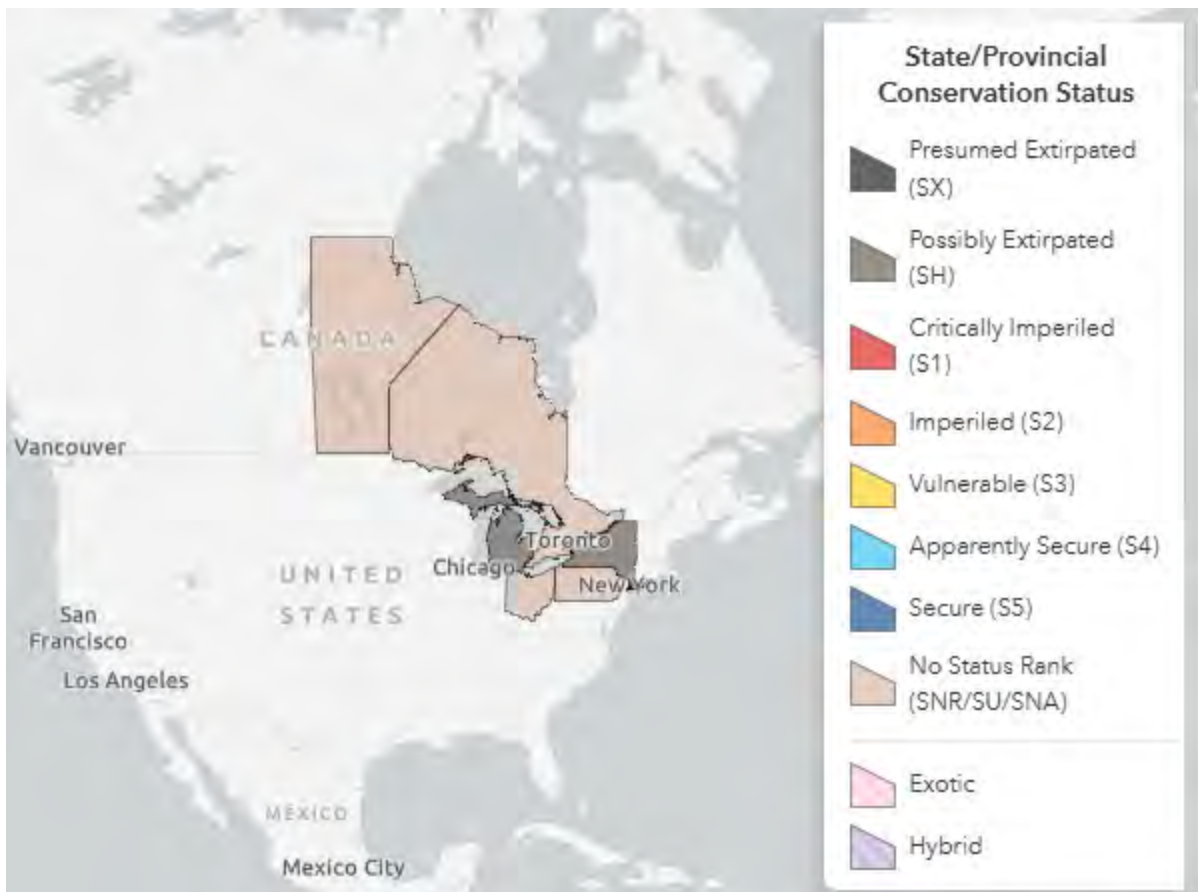 CANADA
Vancouver
Toronto
Chicago
New York
UNITED
STATES
San
Francisco
Los Angeles
MÉXICO
Mexico City
State/Provincial
Conservation Status
Presumed Extirpated
(SX)
Possibly Extirpated
(SH)
Critically Imperiled
(S1)
Imperiled (S2)
Vulnerable (S3)
Apparently Secure (S4)
Secure (S5)
No Status Rank
(SNR/SU/SNA)
Exotic
Hybrid